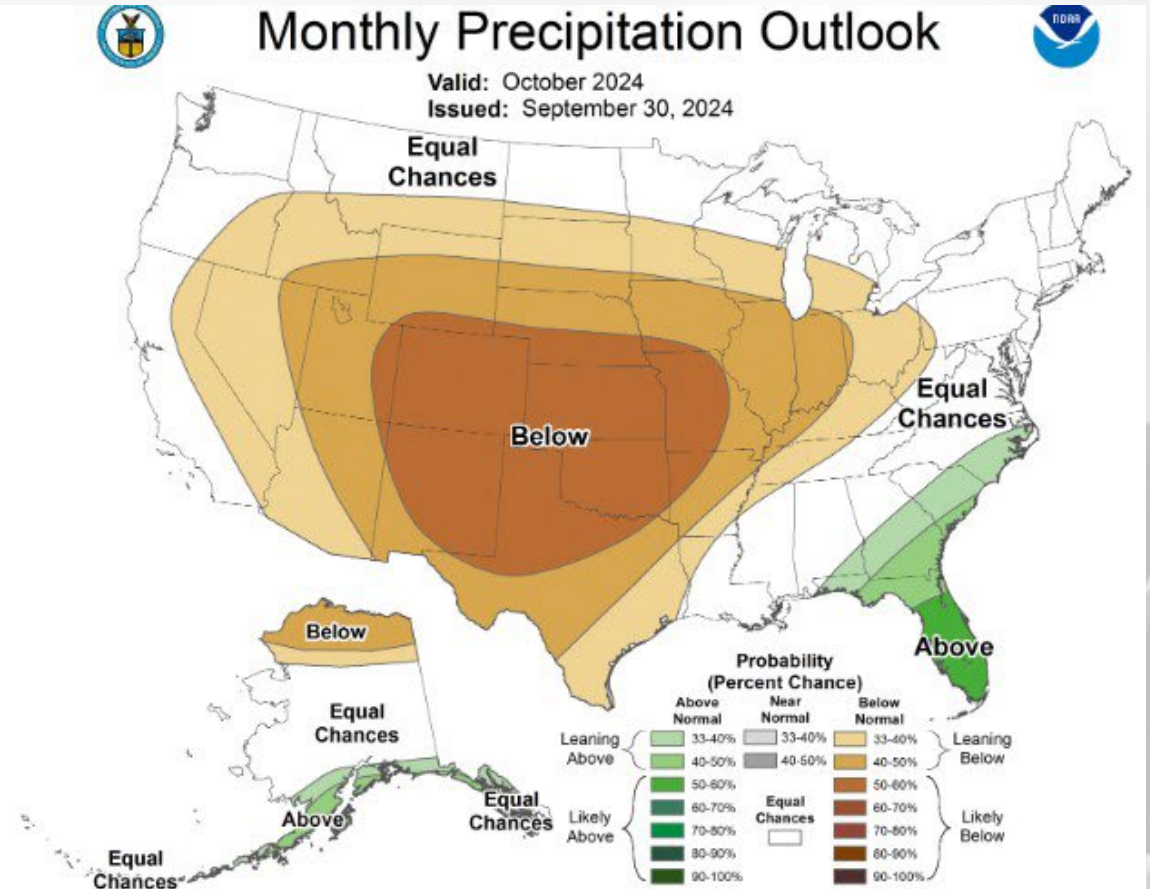 Monthly Precipitation Outlook
NOAA
Valid: October 2024
Issued: September 30, 2024
Equal
Chances
Below
Equal
Chances
Above
Below
Equal
Chances
Above
Equal
Chances
Equal
Chances
Probability
(Percent Chance)
Above
Normal
Near
Normal
Below
Normal
Leaning
Above
33-40%
33-40%
33-40%
Leaning
Below
40-50%
40-50%
40-50%
Likely
Above
50-60%
60-70%
70-80%
80-90%
90-100%
Equal
Chances
50-60%
60-70%
70-80%
80-90%
90-100%
Likely
Below